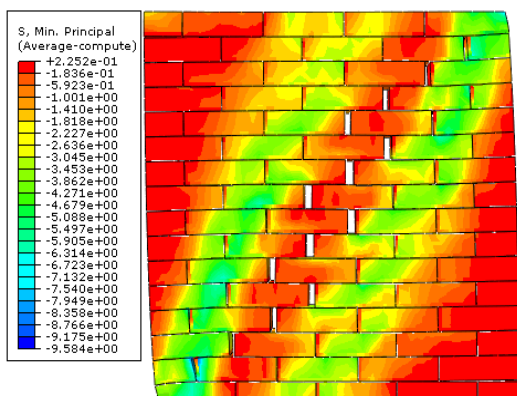 S, Min. Principal
(Average-compute)
+2.252e-01
-1.836e-01
-5.923e-01
-1.001e+00
-1.410e+00
-1.818e+00
-2.227e+00
-2.636e+00
-3.045e+00
-3.453e+00
-3.862e+00
-4.271e+00
-4.679e+00
-5.088e+00
-5.497e+00
-5.905e+00
-6.314e+00
-6.723e+00
-7.132e+00
-7.540e+00
-7.949e+00
-8.358e+00
-8.766e+00
-9.175e+00
-9.584e+00